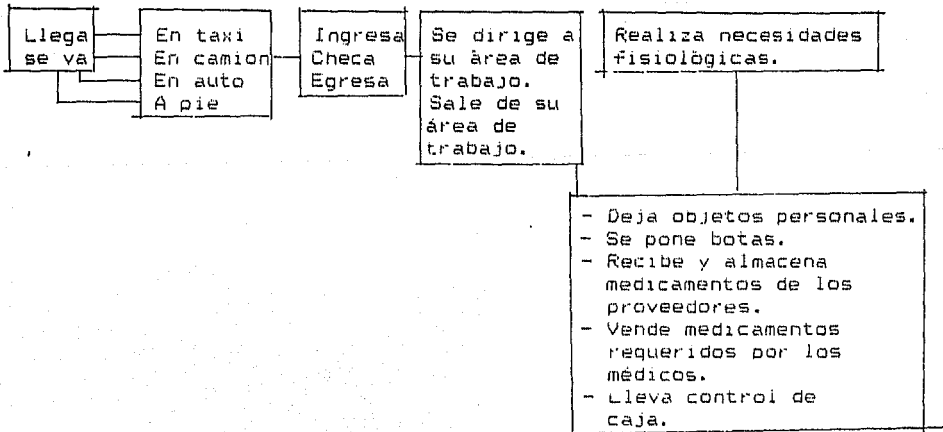 Llega
se va
En taxi
En camion
En auto
A pie
Ingresa
Checa
Egresa
Se dirige a
su área de
trabajo.
Sale de su
área de
trabajo.
Realiza necesidades
fisiológicas.
- Deja objetos personales.
- Se pone botas.
- Recibe y almacena
medicamentos de los
proveedores.
- Vende medicamentos
requeridos por los
médicos.
- Lleva control de
caja.